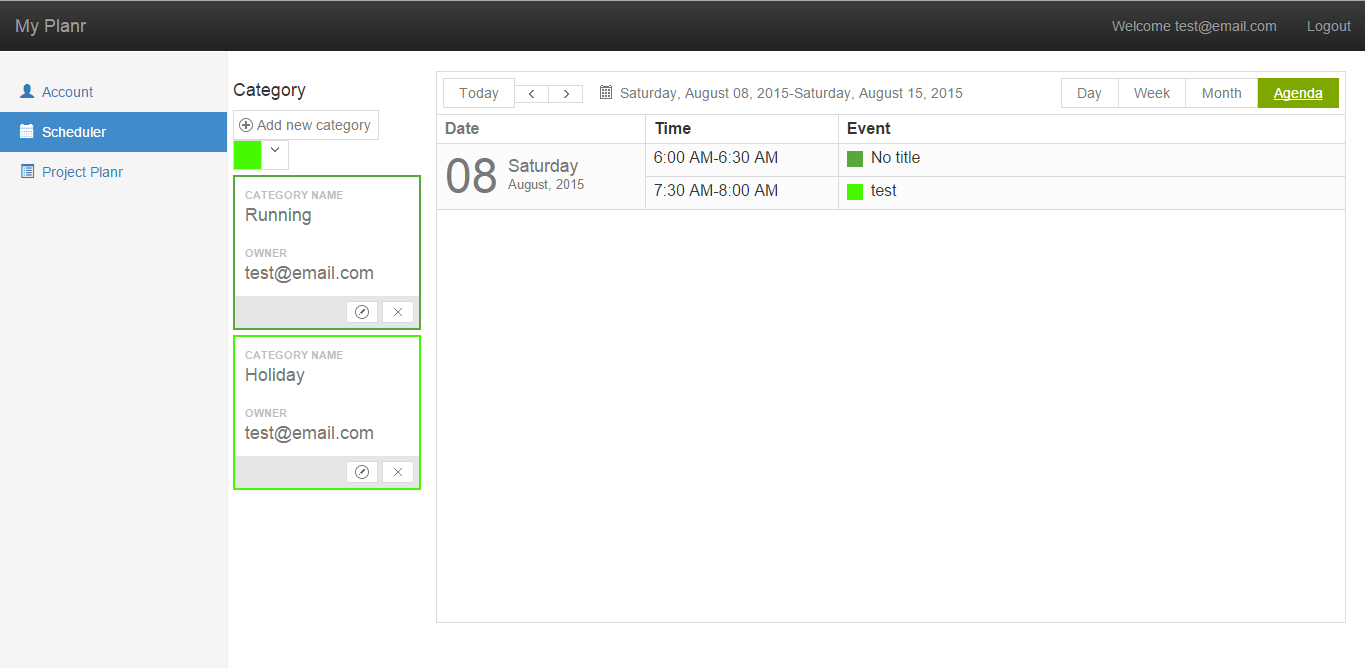 My Planr
Welcome test@email.com
Logout
Account
Scheduler
Project Planr
Category
Add new category
CATEGORY NAME
Running
OWNER
test@email.com
CATEGORY NAME
Holiday
OWNER
test@email.com
Today
Saturday, August 08, 2015-Saturday, August 15, 2015
Day Week Month Agenda
Date Time Event
08 Saturday
August, 2015
6:00 AM-6:30 AM No title
7:30 AM-8:00 AM test